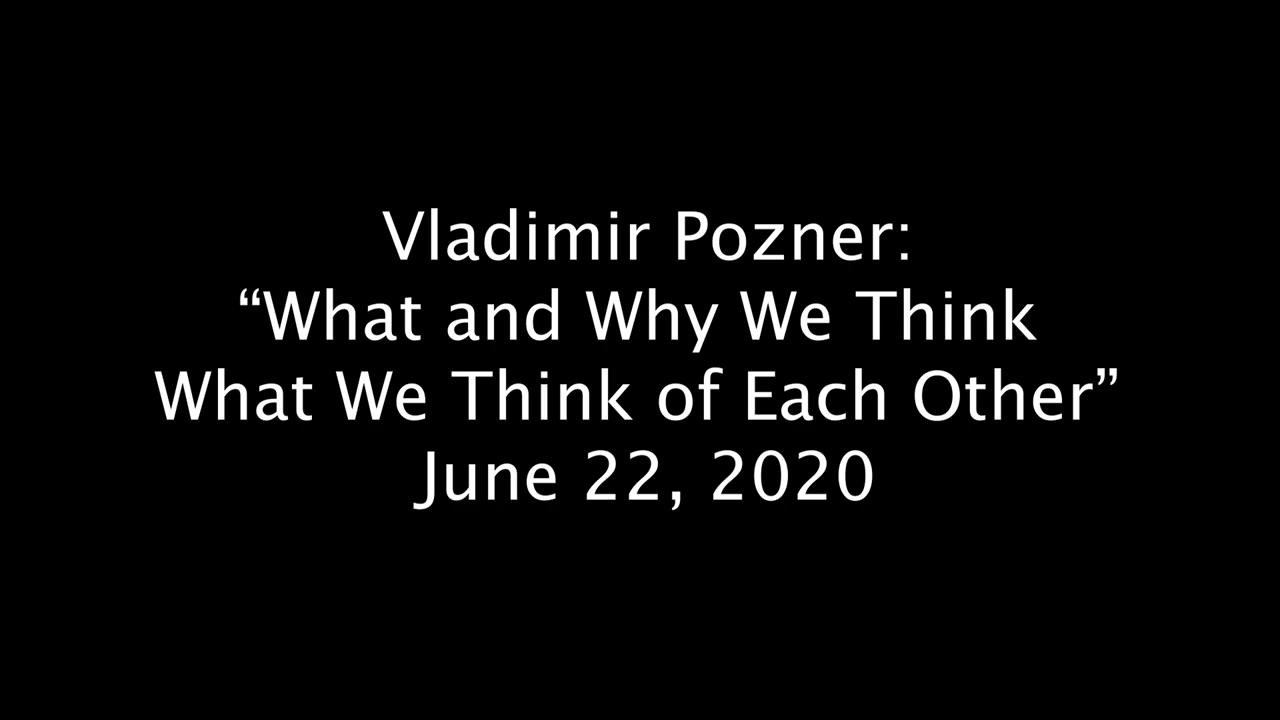 Vladimir Pozner:
“What and Why We Think
What We Think of Each Other”
June 22, 2020